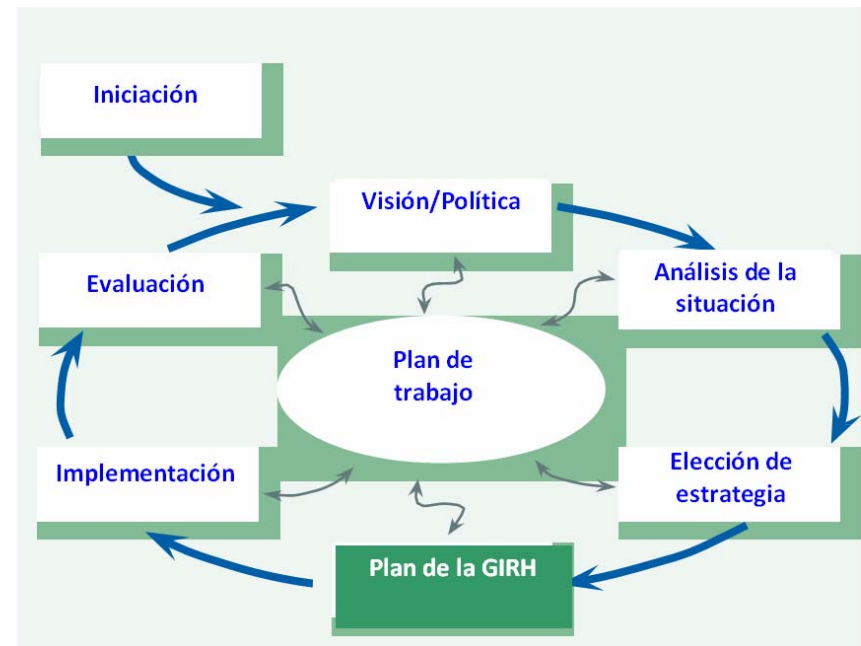 Iniciación
Visión/Política
Evaluación
Análisis de la
situación
Plan de
trabajo
Implementación
Elección de
estrategia
Plan de la GIRH